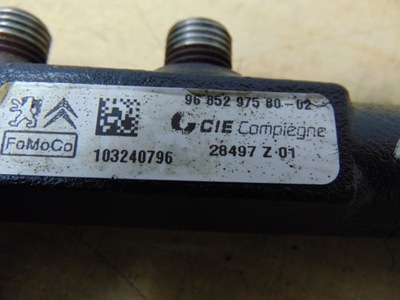 96 852 975 80-02
CIE Compiègne
FoMoCo
103240796
28497 Z-01